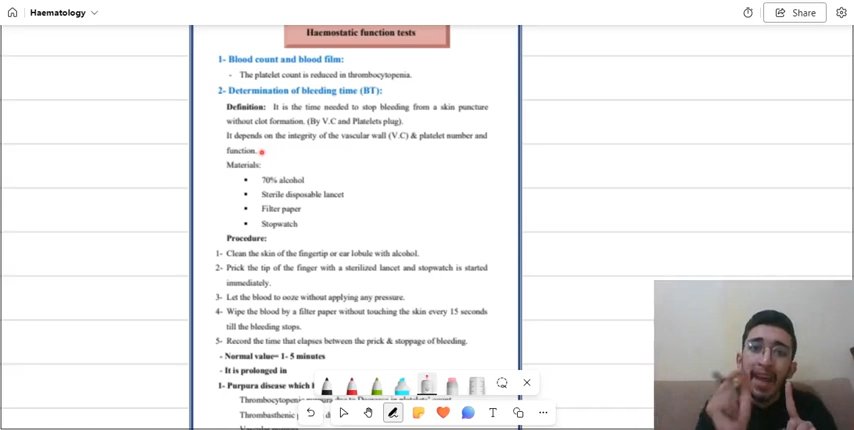 Haematology
Share
Haemostatic function tests
1- Blood count and blood film:
- The platelet count is reduced in thrombocytopenia.
2- Determination of bleeding time (BT):
Definition: It is the time needed to stop bleeding from a skin puncture
without clot formation. (By V.C and Platelets plug).
It depends on the integrity of the vascular wall (V.C) & platelet number and
function.
Materials:
• 70% alcohol
• Sterile disposable lancet
• Filter paper
• Stopwatch
Procedure:
1- Clean the skin of the fingertip or ear lobule with alcohol.
2- Prick the tip of the finger with a sterilized lancet and stopwatch is started
immediately.
3- Let the blood to ooze without applying any pressure.
4- Wipe the blood by a filter paper without touching the skin every 15 seconds
till the bleeding stops.
5- Record the time that elapses between the prick & stoppage of bleeding.
- Normal value= 1- 5 minutes
- It is prolonged in
1- Purpura disease which